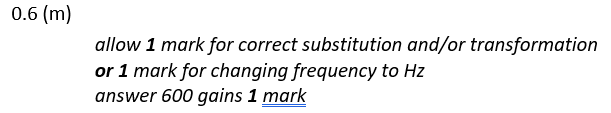 0.6 (m)
allow 1 mark for correct substitution and/or transformation
or 1 mark for changing frequency to Hz
answer 600 gains 1 mark